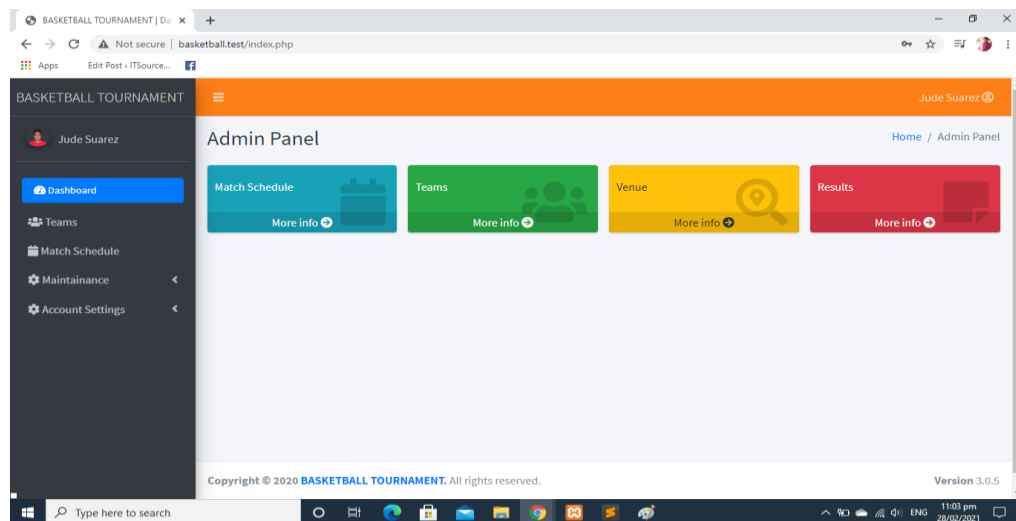 BASKETBALL TOURNAMENT | Da
Not secure | basketball.test/index.php
Apps Edit Post ‹ ITSource...
BASKETBALL TOURNAMENT
Jude Suarez
Jude Suarez
Admin Panel
Home / Admin Panel
Dashboard
Teams
Match Schedule
Maintainance
Account Settings
Match Schedule
More info
Teams
More info
Venue
More info
Results
More info
Copyright © 2020 BASKETBALL TOURNAMENT. All rights reserved.
Version 3.0.5
Type here to search
ENG
11:03 pm
28/02/2021